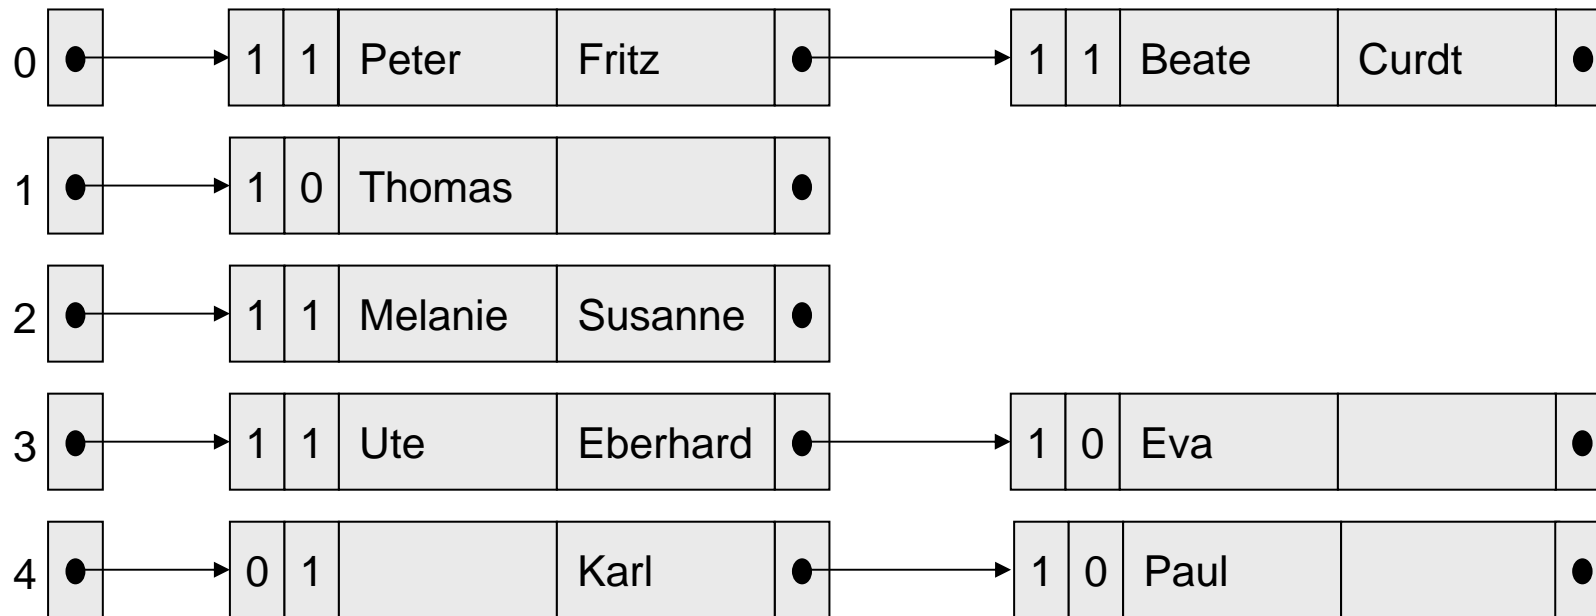 0 1 1 Peter Fritz 1 1 Beate Curdt
1 1 0 Thomas
2 1 1 Melanie Susanne
3 1 1 Ute Eberhard 1 0 Eva
4 0 1 Karl 1 0 Paul